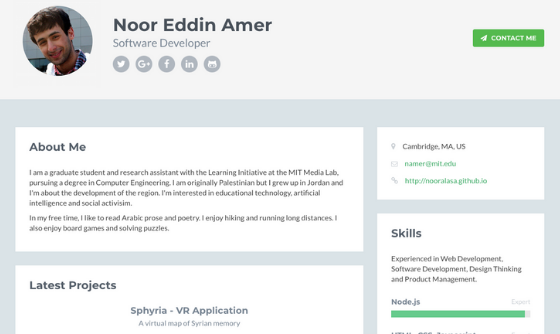 Noor Eddin Amer
Software Developer
CONTACT ME
About Me
I am a graduate student and research assistant with the Learning Initiative at the MIT Media Lab,
pursuing a degree in Computer Engineering. I am originally Palestinian but I grew up in Jordan and
I'm about the development of the region. I'm interested in educational technology, artificial
intelligence and social activisim.
In my free time, I like to read Arabic prose and poetry. I enjoy hiking and running long distances. I
also enjoy board games and solving puzzles.
Latest Projects
Sphyria - VR Application
A virtual map of Syrian memory
Cambridge, MA, US
namer@mit.edu
http://nooralasa.github.io
Skills
Experienced in Web Development,
Software Development, Design Thinking
and Product Management.
Node.js
Expert